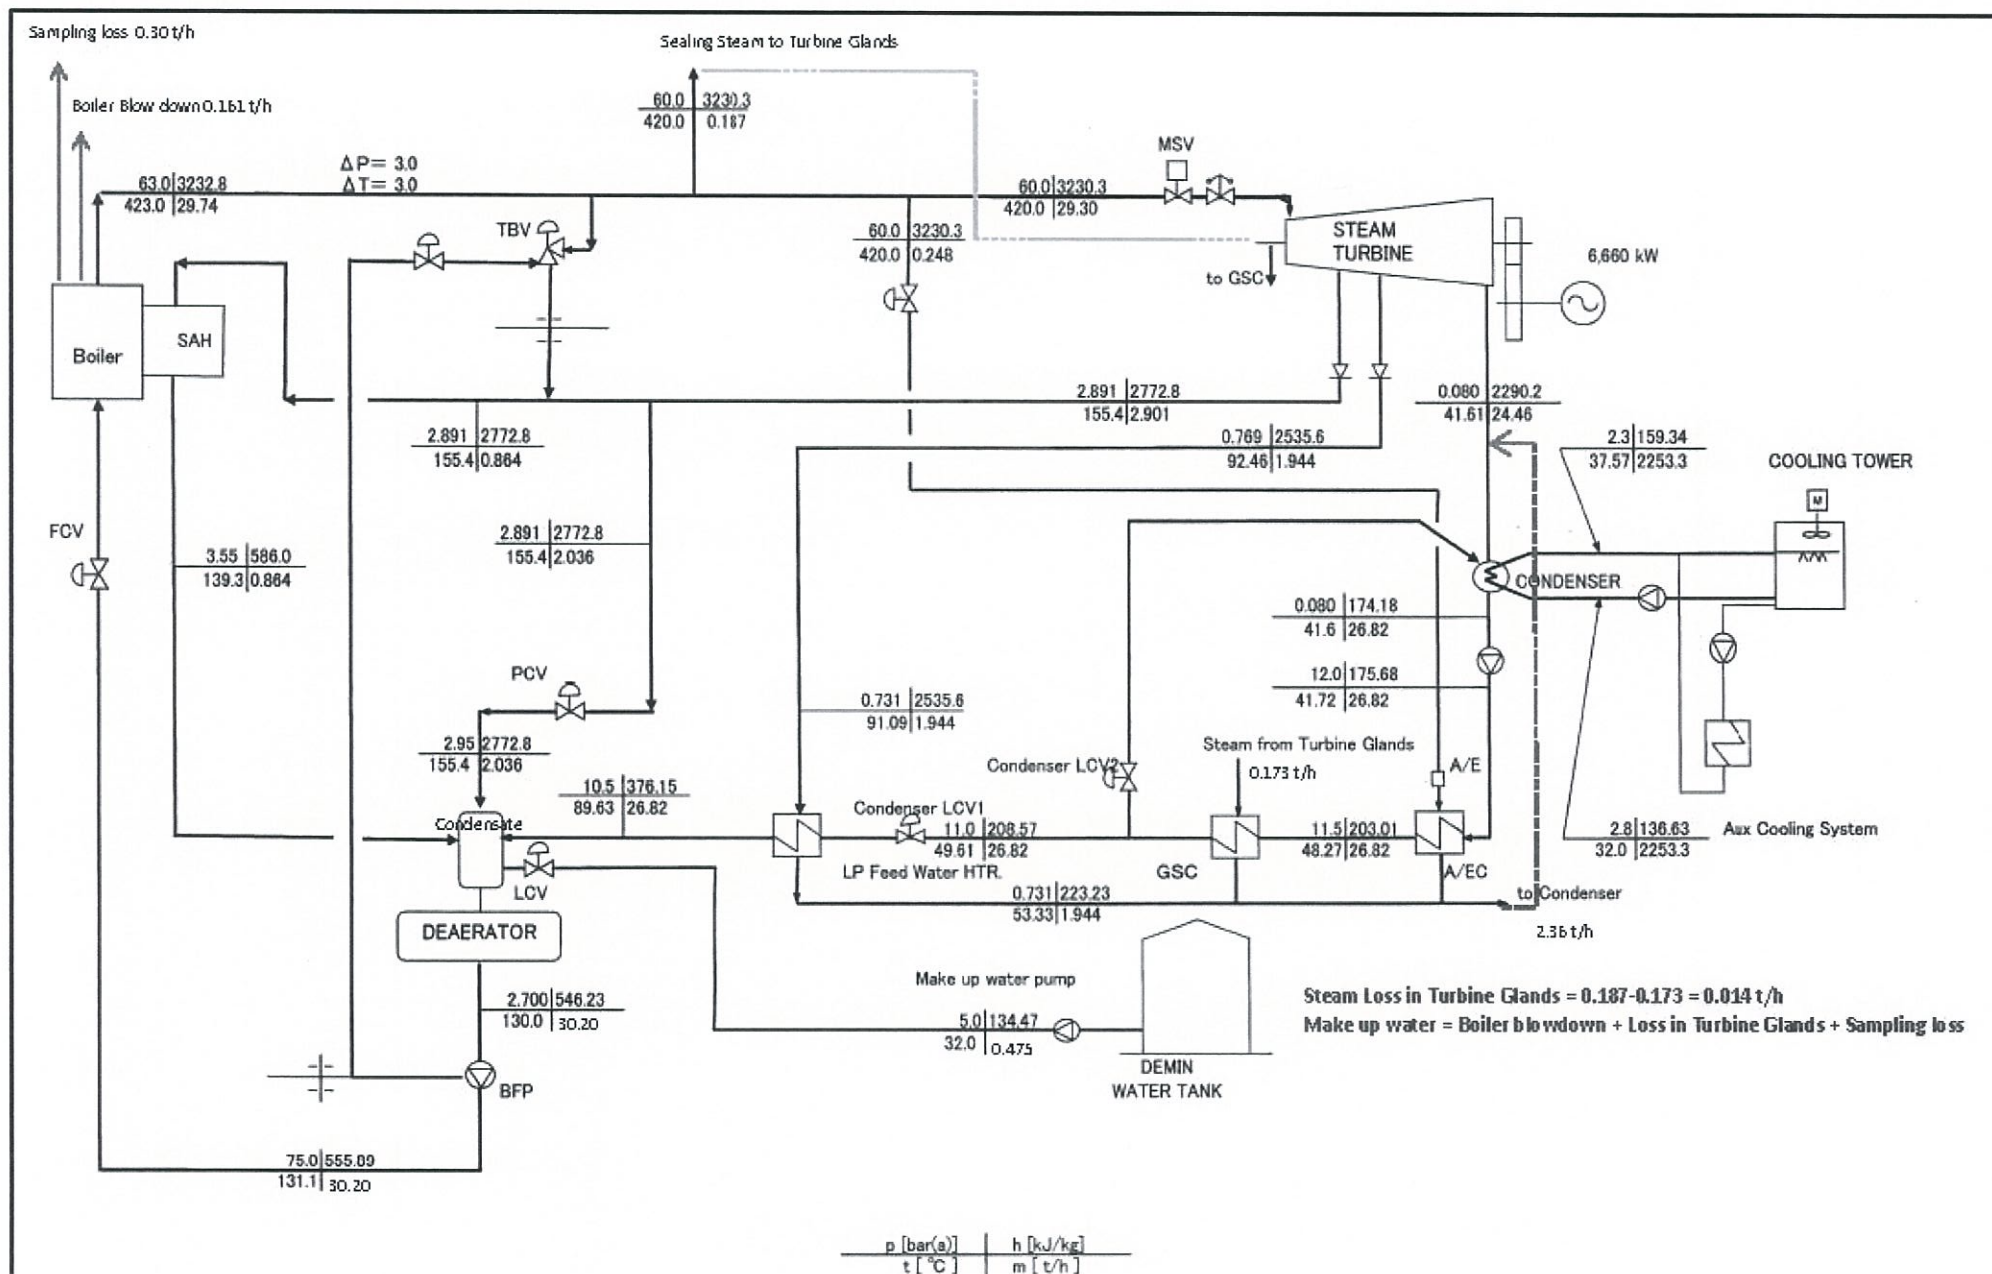 Sampling loss 0.30 t/h
Sealing Steam to Turbine Glands
Boiler Blow down 0.161 t/h
60.0 3230.3
420.0 0.187
MSV
ΔP= 3.0
ΔT= 3.0
63.0 3232.8
423.0 29.74
60.0 3230.3
420.0 29.30
TBV
60.0 3230.3
420.0 0.248
STEAM
TURBINE
6,660 kW
to GSC
SAH
Boiler
2.891 2772.8
155.4 2.901
0.080 2290.2
41.61 24.46
2.891 2772.8
155.4 0.864
0.769 2535.6
92.46 1.944
2.3 159.34
37.57 2253.3
COOLING TOWER
M
FCV
2.891 2772.8
155.4 2.036
3.55 586.0
139.3 0.864
CONDENSER
0.080 174.18
41.6 26.82
PCV
12.0 175.68
41.72 26.82
0.731 2535.6
91.09 1.944
2.95 2772.8
155.4 2.036
Steam from Turbine Glands
0.173 t/h
Condenser LCV2
A/E
10.5 376.15
89.63 26.82
Condenser LCV1
Condensate
11.0 208.57
49.61 26.82
11.5 203.01
48.27 26.82
2.8 136.63
32.0 2253.3
Aux Cooling System
LCV
LP Feed Water HTR.
GSC
A/EC
0.731 223.23
53.33 1.944
to Condenser
2.36 t/h
DEAERATOR
Make up water pump
2.700 546.23
130.0 30.20
5.0 134.47
32.0 0.475
Steam Loss in Turbine Glands = 0.187-0.173 = 0.014 t/h
Make up water = Boiler blowdown + Loss in Turbine Glands + Sampling loss
DEMIN
WATER TANK
BFP
75.0 555.89
131.1 30.20
p [bar(a)] h [kJ/kg]
t [ °C ] m [ t/h ]